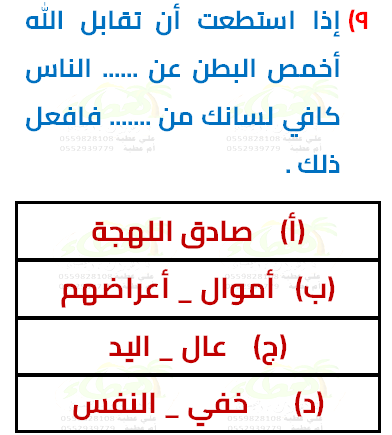 ٩) إذا استطعت أن تقابل الله
أخمص البطن عن ...... الناس
كافي لسانك من ....... فافعل
ذلك .
(أ) صادق اللهجة
(ب) أموال _ أعراضهم
(ج) عال _ اليد
(د) خفي _ النفس